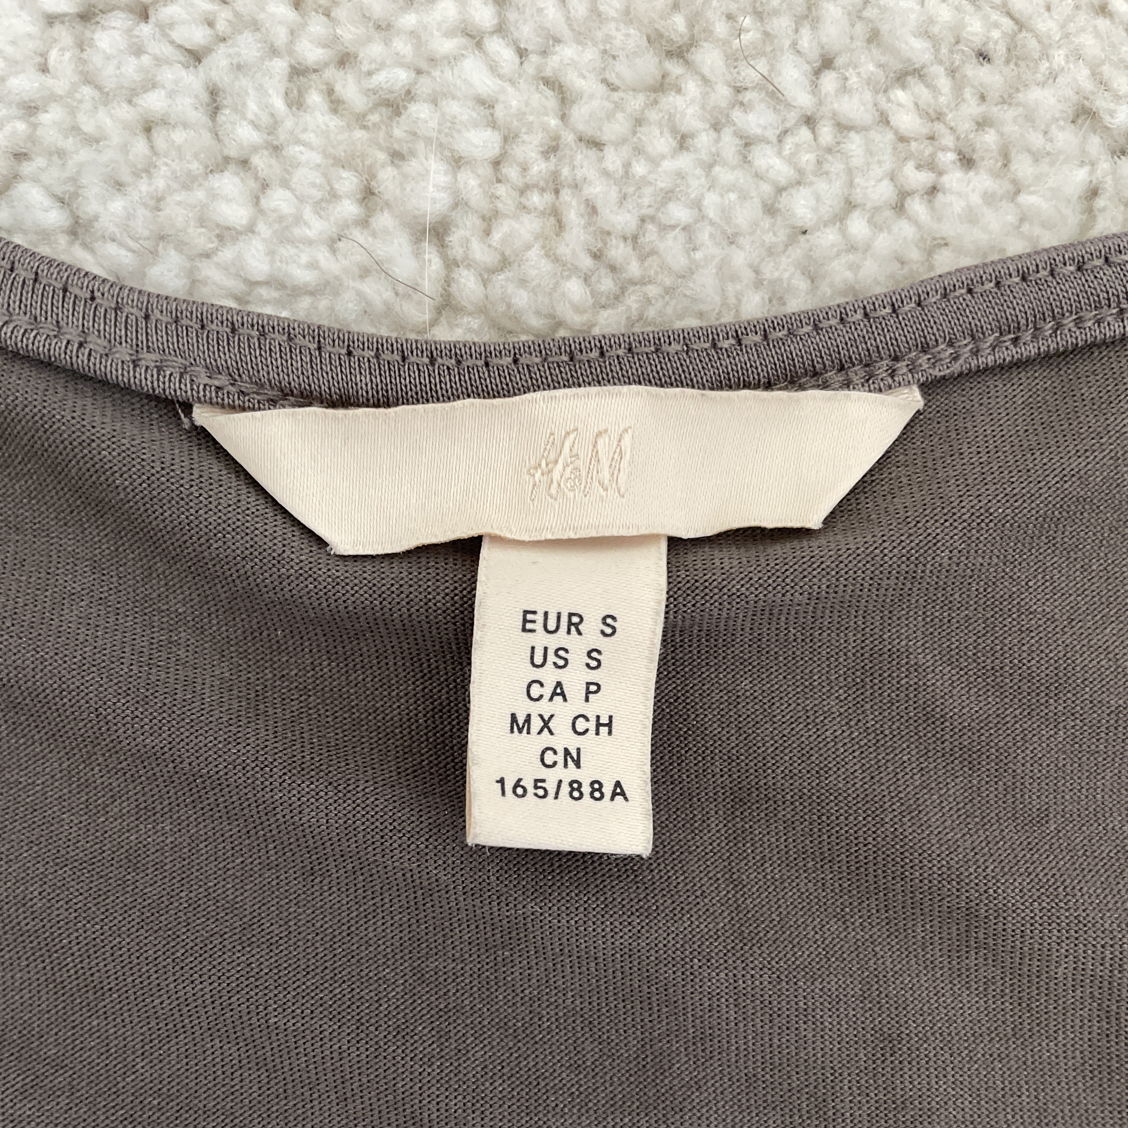 H&M
EUR S
US S
CA P
MX CH
CN
165/88A